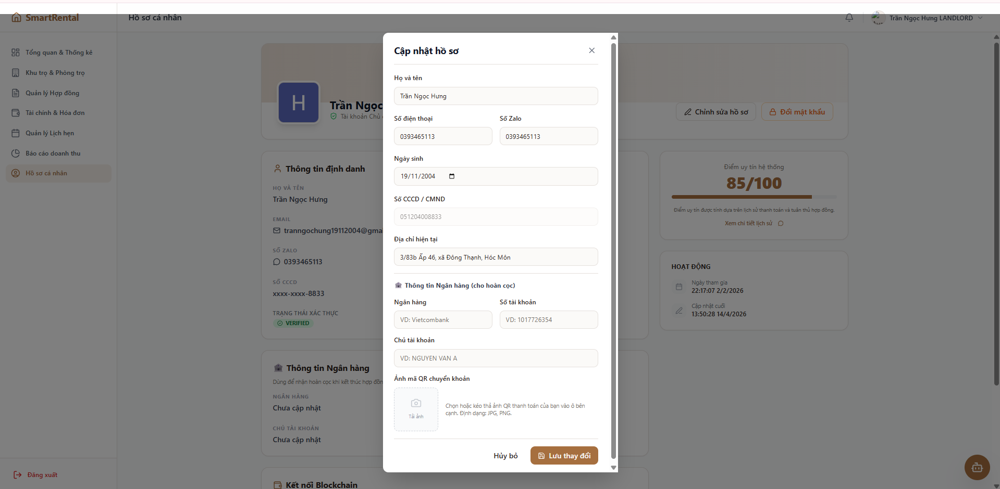 SmartRental
Hồ sơ cá nhân
Trần Ngọc Hưng LANDLORD
Tổng quan & Thống kê
Khu trọ & Phòng trọ
Quản lý Hợp đồng
Tài chính & Hóa đơn
Quản lý Lịch hẹn
Báo cáo doanh thu
Hồ sơ cá nhân
Đăng xuất
H
Trần Ngọc
Tài khoản Chủ
Chỉnh sửa hồ sơ
Đổi mật khẩu
Thông tin định danh
HỌ VÀ TÊN
Trần Ngọc Hưng
EMAIL
tranngochung19112004@gmai
SỐ ZALO
0393465113
SỐ CCCD
xxxx-xxxx-8833
TRẠNG THÁI XÁC THỰC
VERIFIED
Thông tin Ngân hàng
Dùng để nhận hoàn cọc khi kết thúc hợp đồn
NGÂN HÀNG
Chưa cập nhật
CHỦ TÀI KHOẢN
Chưa cập nhật
Kết nối Blockchain
Cập nhật hồ sơ
Họ và tên
Trần Ngọc Hưng
Số điện thoại
Số Zalo
0393465113
0393465113
Ngày sinh
19/11/2004
Số CCCD / CMND
051204008833
Địa chỉ hiện tại
3/83b Ấp 46, xã Đông Thạnh, Hóc Môn
Thông tin Ngân hàng (cho hoàn cọc)
Ngân hàng
Số tài khoản
VD: Vietcombank
VD: 1017726354
Chủ tài khoản
VD: NGUYEN VAN A
Ảnh mã QR chuyển khoản
Tải ảnh
Chọn hoặc kéo thả ảnh QR thanh toán của bạn vào ô bên
cạnh. Định dạng: JPG, PNG.
Hủy bỏ
Lưu thay đổi
Điểm uy tín hệ thống
85/100
Điểm uy tín được tính dựa trên lịch sử thanh toán và tuân thủ hợp đồng.
Xem chi tiết lịch sử
HOẠT ĐỘNG
Ngày tham gia
22:17:07 2/2/2026
Cập nhật cuối
13:50:28 14/4/2026